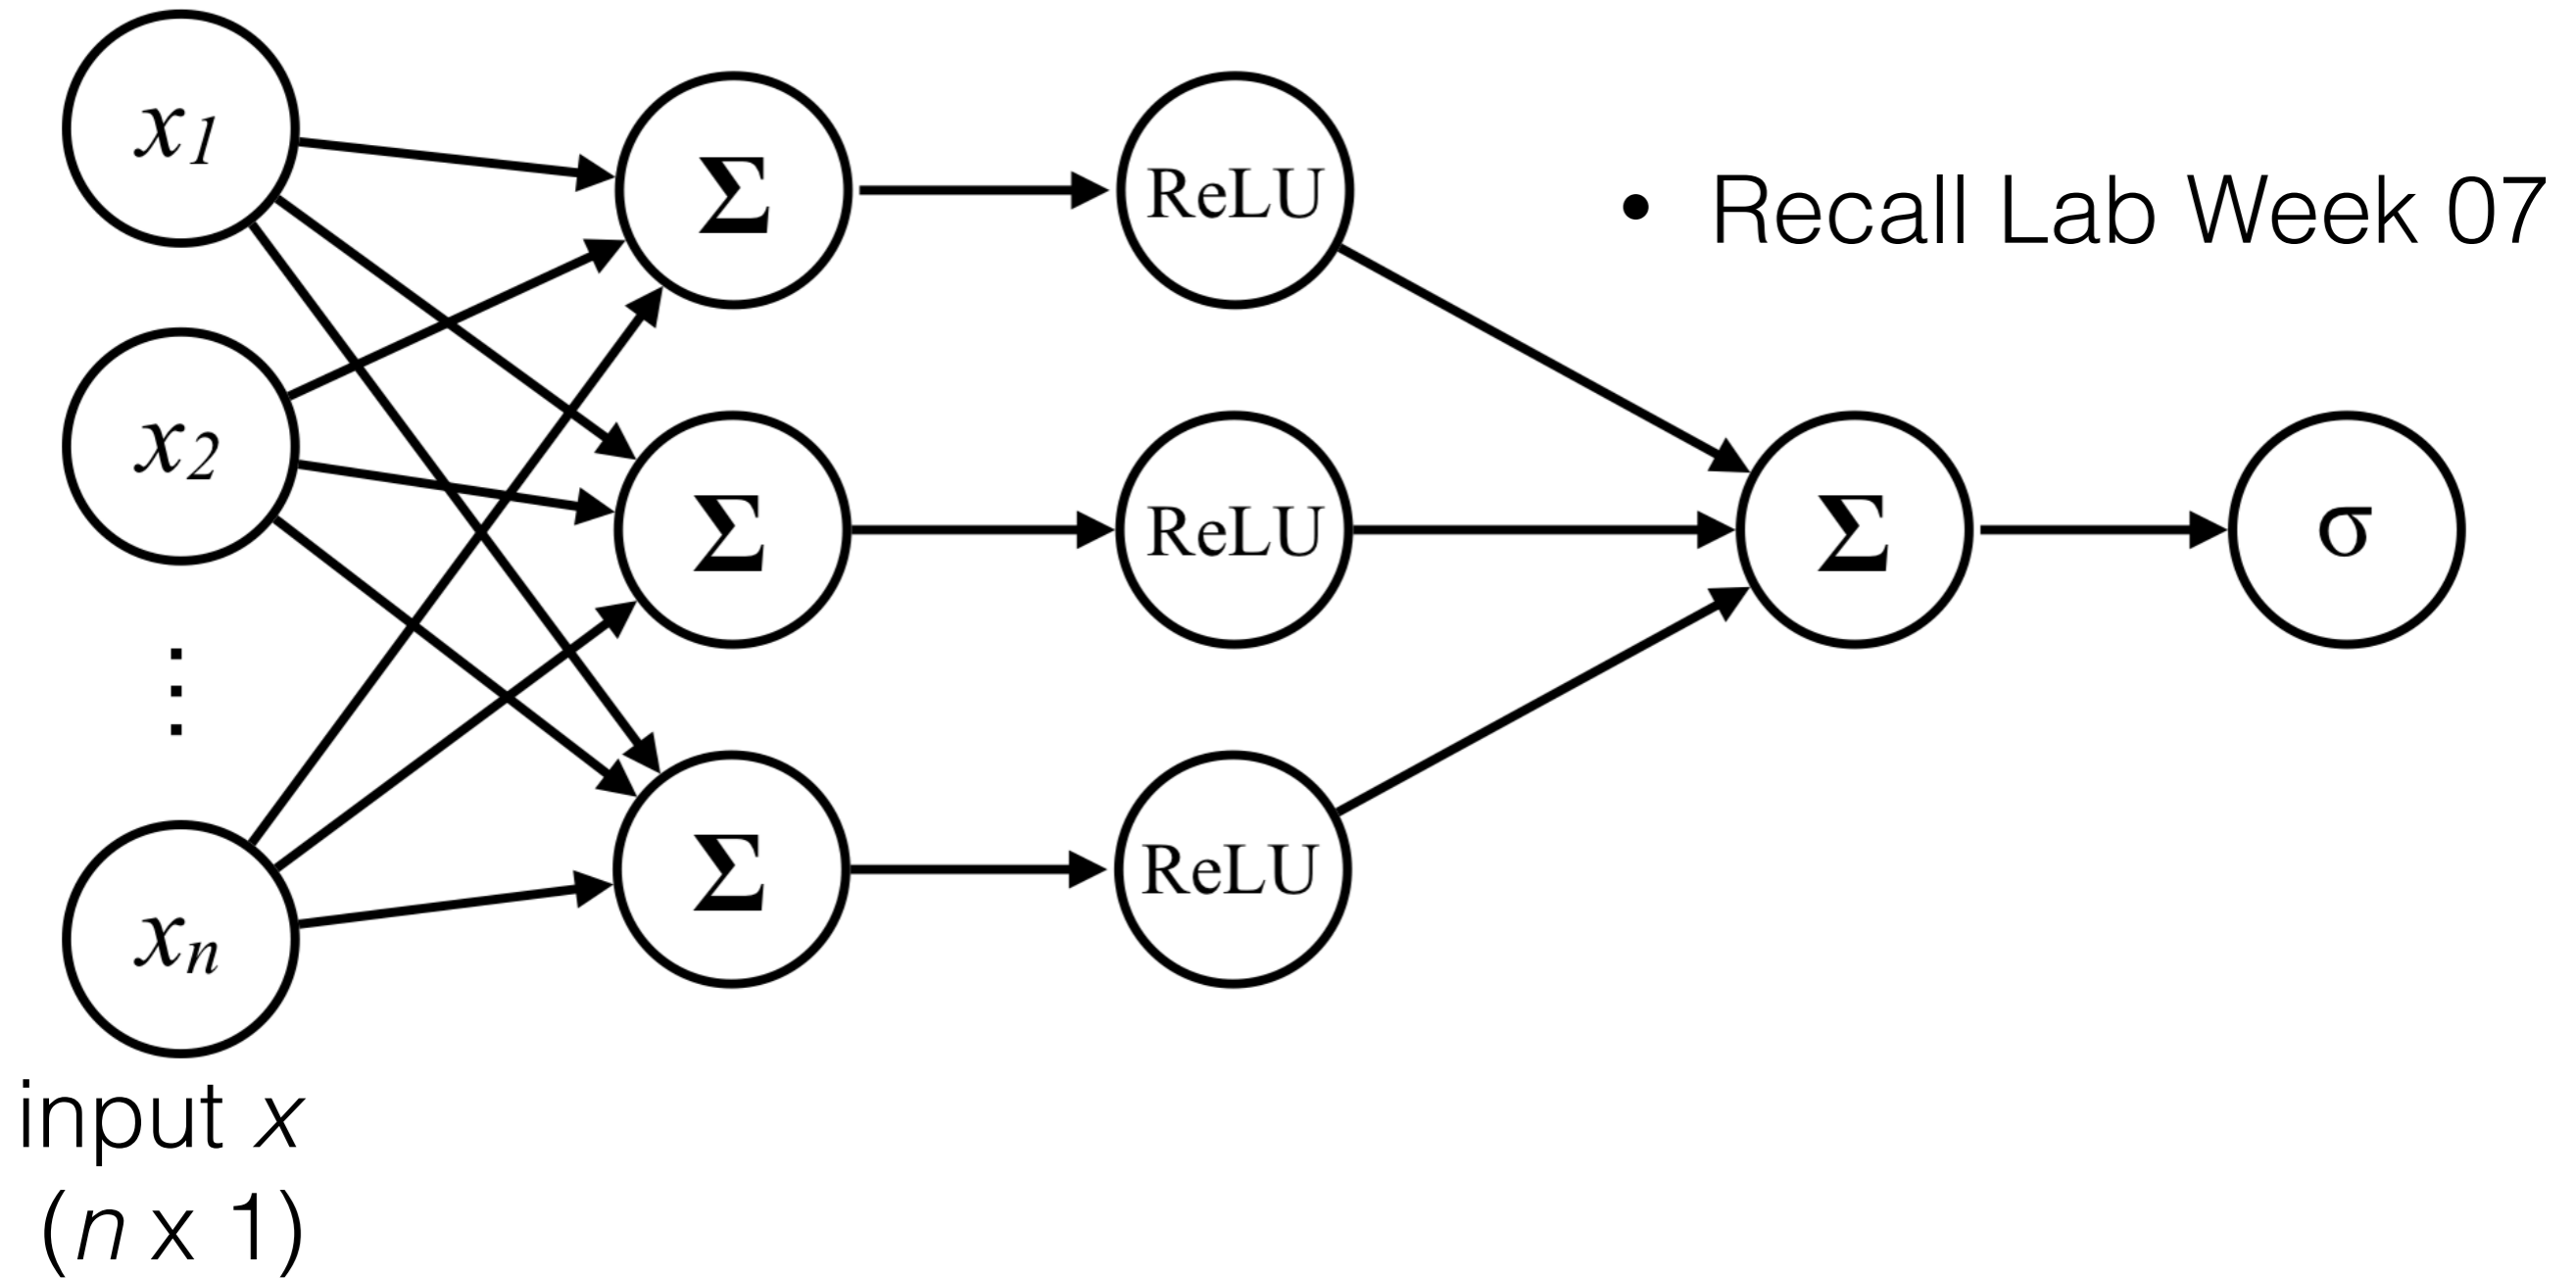 x1
Σ
ReLU
• Recall Lab Week 07
x2
Σ
ReLU
Σ
σ
⋮
Σ
ReLU
xn
input x
(n x 1)